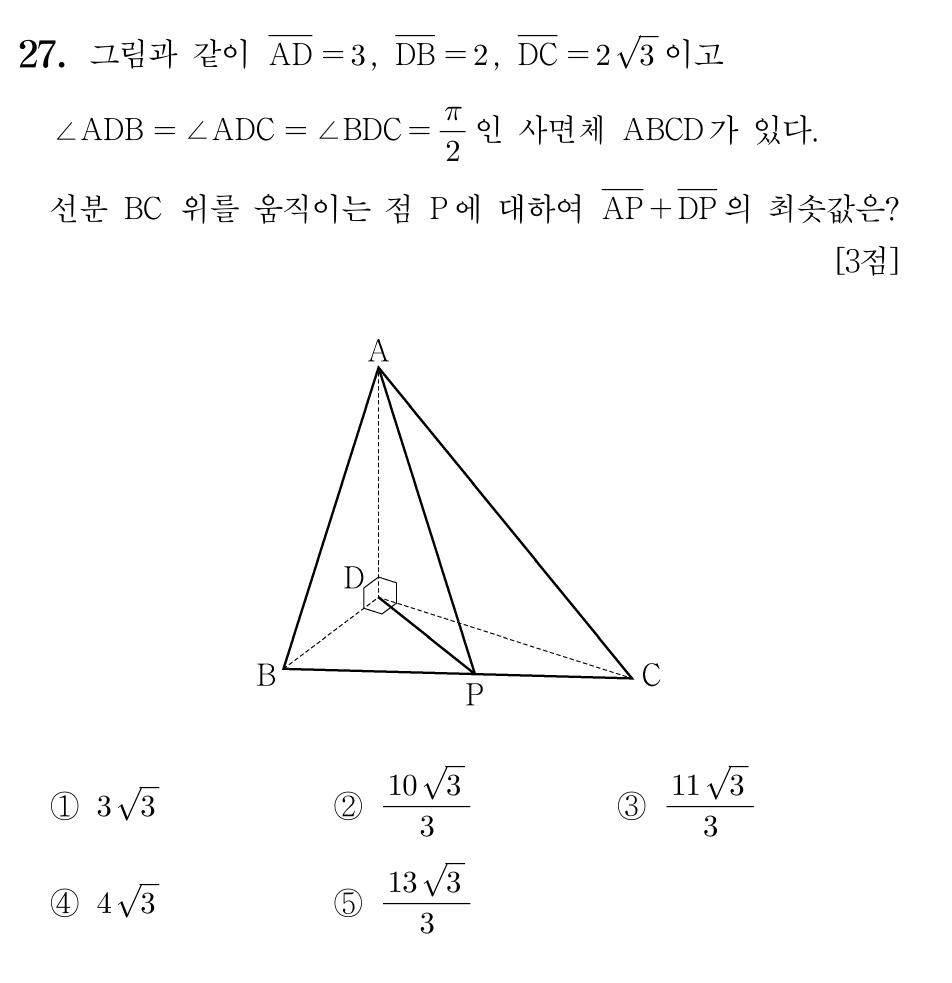 27. 그림과 같이 $\overline{AD}=3$, $\overline{DB}=2$, $\overline{DC}=2\sqrt{3}$ 이고
∠ADB = ∠ADC = ∠BDC = $\frac{\pi}{2}$ 인 사면체 ABCD가 있다.
선분 BC 위를 움직이는 점 P에 대하여 $\overline{AP}+\overline{DP}$의 최솟값은?
[3점]
A
D
B
C
P
① $3\sqrt{3}$ ② $\frac{10\sqrt{3}}{3}$ ③ $\frac{11\sqrt{3}}{3}$
④ $4\sqrt{3}$ ⑤ $\frac{13\sqrt{3}}{3}$